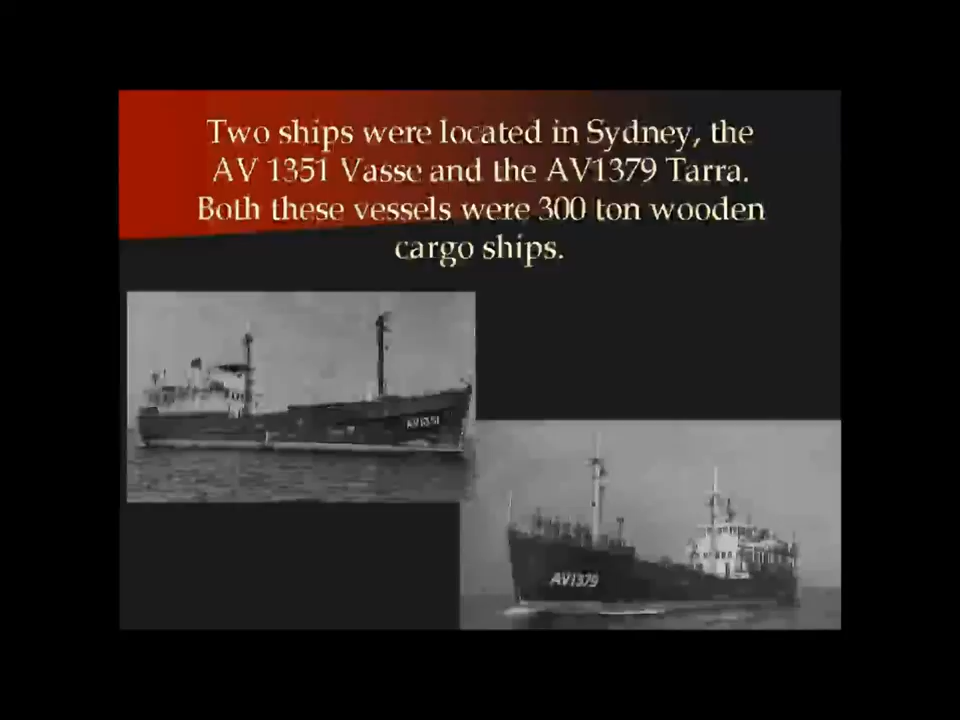 Two ships were located in Sydney, the
AV 1351 Vasse and the AV1379 Tarra.
Both these vessels were 300 ton wooden
cargo ships.
AV1351
AV1379